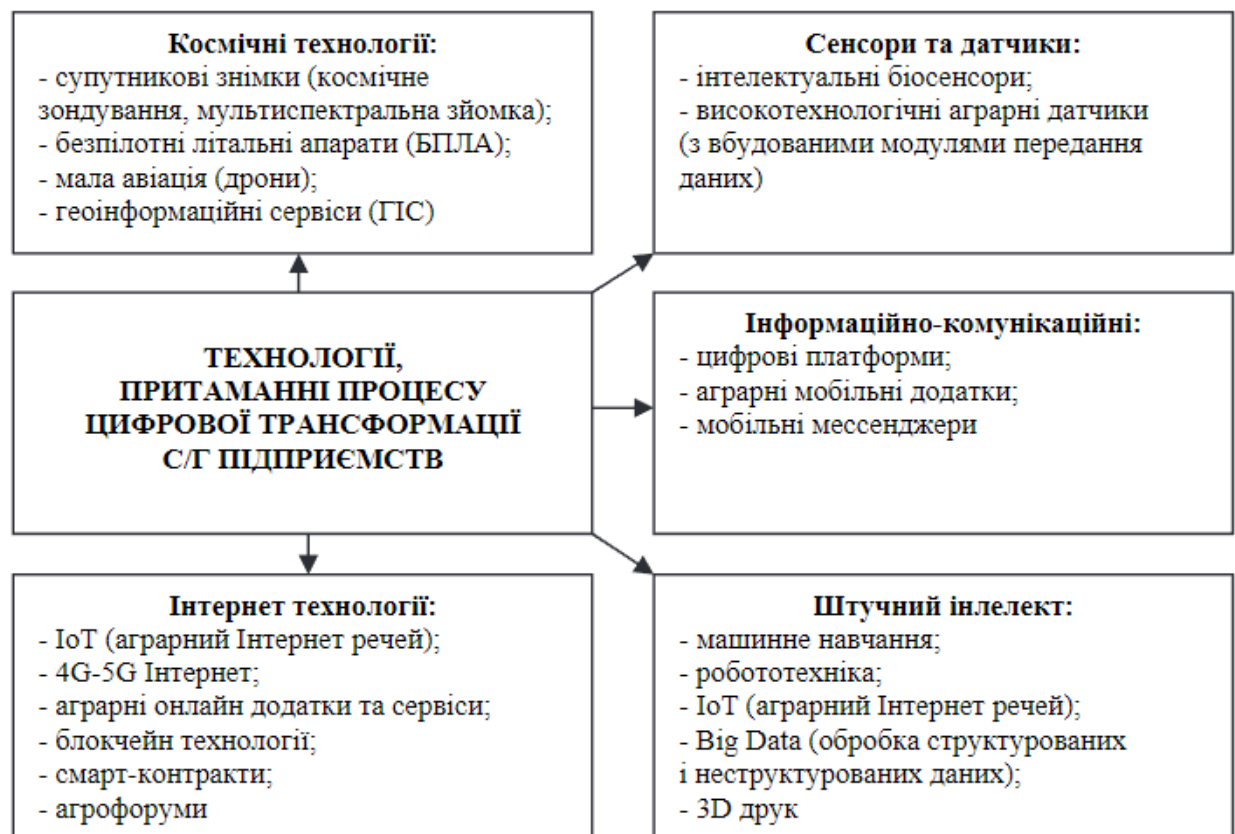 Космічні технології:
- супутникові знімки (космічне
зондування, мультиспектральна зйомка);
- безпілотні літальні апарати (БПЛА);
- мала авіація (дрони);
- геоінформаційні сервіси (ГІС)
Сенсори та датчики:
- інтелектуальні біосенсори;
- високотехнологічні аграрні датчики
(з вбудованими модулями передання
даних)
ТЕХНОЛОГІЇ,
ПРИТАМАННІ ПРОЦЕСУ
ЦИФРОВОЇ ТРАНСФОРМАЦІЇ
С/Г ПІДПРИЄМСТВ
Інформаційно-комунікаційні:
- цифрові платформи;
- аграрні мобільні додатки;
- мобільні мессенджери
Інтернет технології:
- IoT (аграрний Інтернет речей);
- 4G-5G Інтернет;
- аграрні онлайн додатки та сервіси;
- блокчейн технології;
- смарт-контракти;
- агрофоруми
Штучний інлелект:
- машинне навчання;
- робототехніка;
- IoT (аграрний Інтернет речей);
- Big Data (обробка структурованих
і неструктурованих даних);
- 3D друк